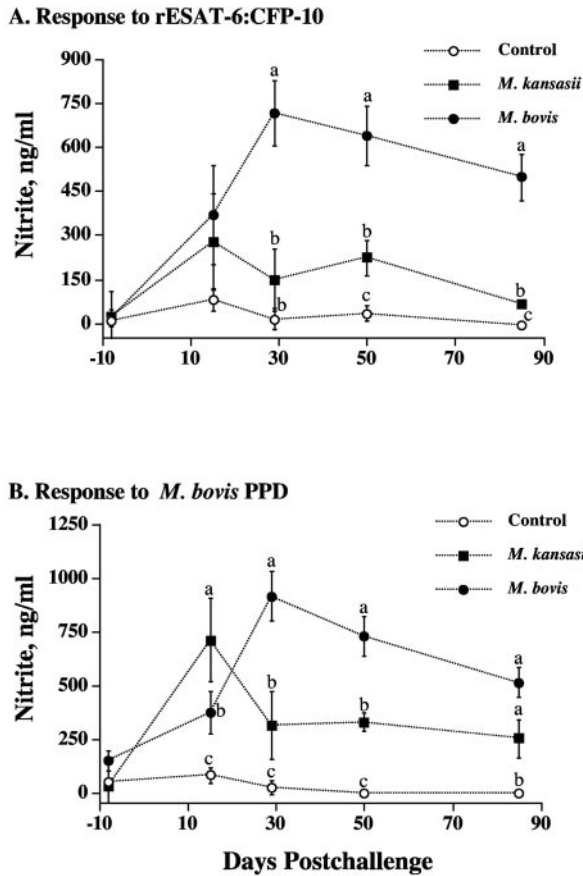 A. Response to rESAT-6:CFP-10
Control
M. kansasii
M. bovis
Nitrite, ng/ml
900
750
600
450
300
150
0
a
a
a
b
b
b
b
c
c
-10
10
30
50
70
90
B. Response to M. bovis PPD
Control
M. kansasi
M. bovis
Nitrite, ng/ml
1250
1000
750
500
250
0
a
a
a
a
b
b
b
a
c
c
c
b
-10
10
30
50
70
90
Days Postchallenge